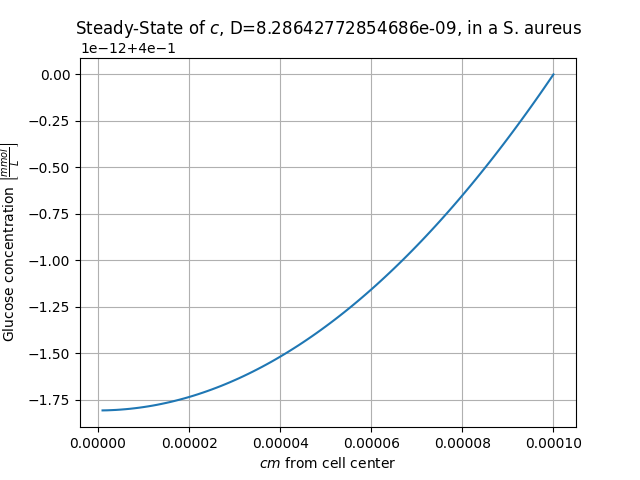 Steady-State of c, D=8.28642772854686e-09, in a S. aureus
1e−12+4e−1
0.00
−0.25
−0.50
−0.75
−1.00
−1.25
−1.50
−1.75
Glucose concentration [mmol/L]
0.00000 0.00002 0.00004 0.00006 0.00008 0.00010
cm from cell center